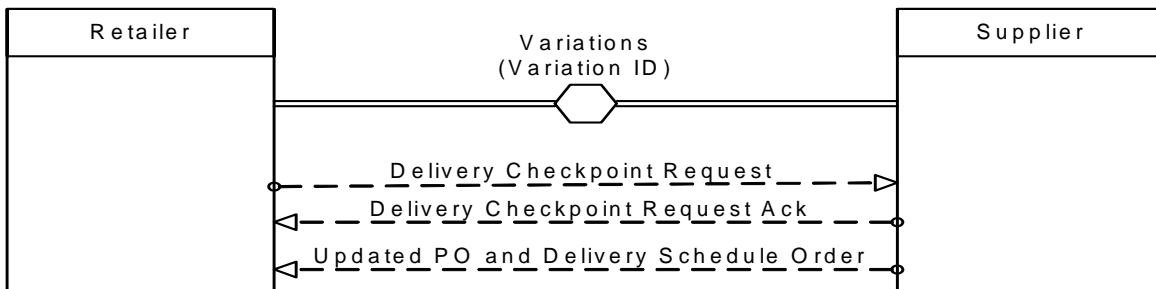 Retailer
Supplier
Variations
(Variation ID)
Delivery Checkpoint Request
Delivery Checkpoint Request Ack
Updated PO and Delivery Schedule Order